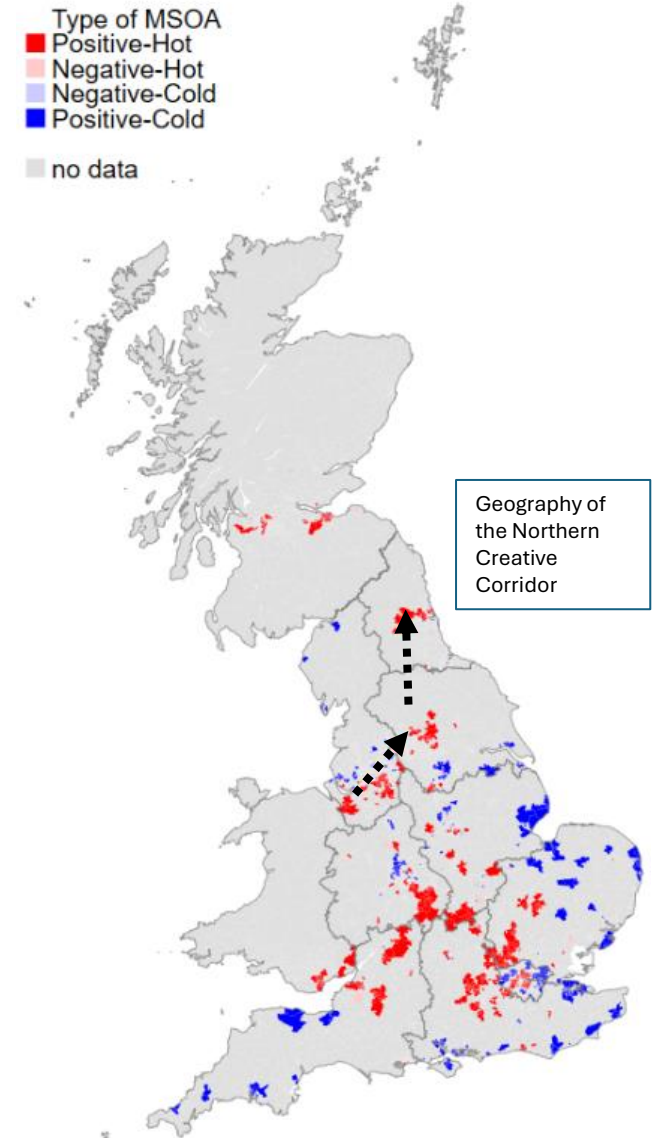 Type of MSOA
Positive-Hot
Negative-Hot
Negative-Cold
Positive-Cold
no data
Geography of
the Northern
Creative
Corridor